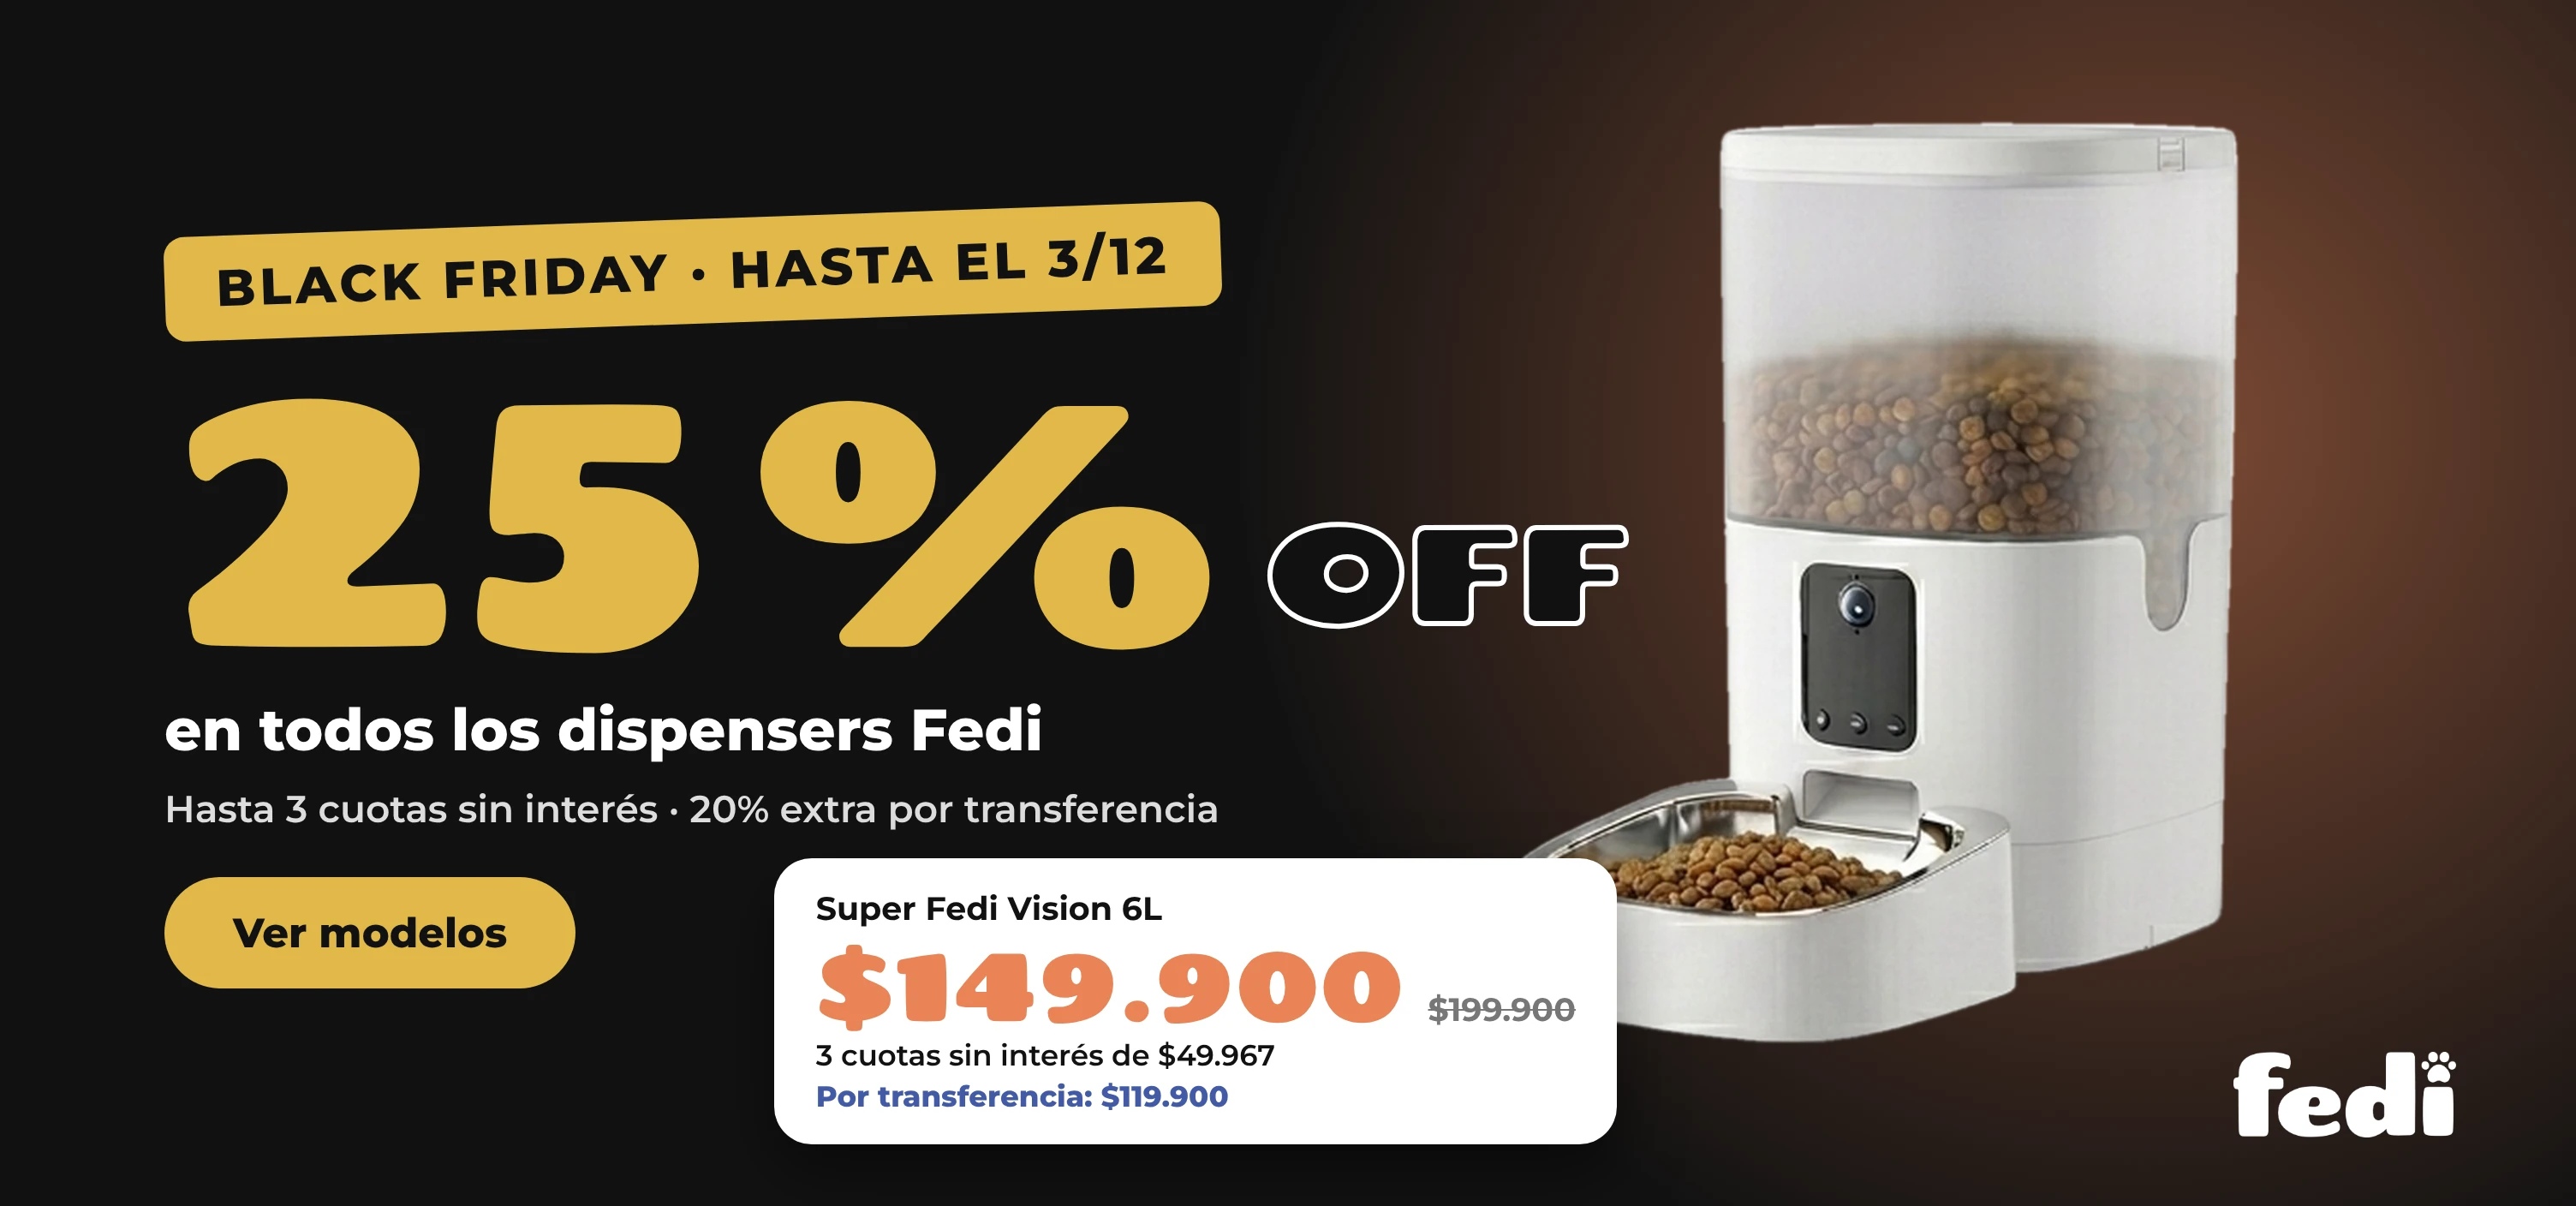 BLACK FRIDAY · HASTA EL 3/12
25% OFF
en todos los dispensers Fedi
Hasta 3 cuotas sin interés · 20% extra por transferencia
Ver modelos
Super Fedi Vision 6L
$149.900 $199.900
3 cuotas sin interés de $49.967
Por transferencia: $119.900
fedi